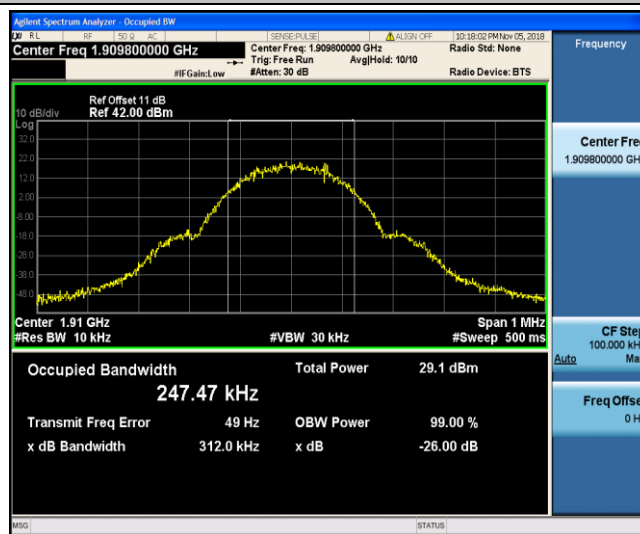 Agilent Spectrum Analyzer - Occupied BW
RL RF 50 Ω AC SENSE:PULSE ALIGN OFF 10:18:02 PM Nov 05, 2018
Center Freq 1.909800000 GHz Center Freq: 1.909800000 GHz Radio Std: None
Trig: Free Run Avg|Hold: 10/10
#IFGain:Low #Atten: 30 dB Radio Device: BTS
Frequency
Ref Offset 11 dB
10 dB/div Ref 42.00 dBm
Log
32.0
22.0
12.0
2.00
-8.00
-18.0
-28.0
-38.0
-48.0
Center Fre
1.909800000 GH
Center 1.91 GHz Span 1 MHz
#Res BW 10 kHz #VBW 30 kHz #Sweep 500 ms
CF Step
100.000 kH
Auto Ma
Occupied Bandwidth Total Power 29.1 dBm
247.47 kHz
Transmit Freq Error 49 Hz OBW Power 99.00 %
x dB Bandwidth 312.0 kHz x dB -26.00 dB
Freq Offse
0 H
MSG STATUS